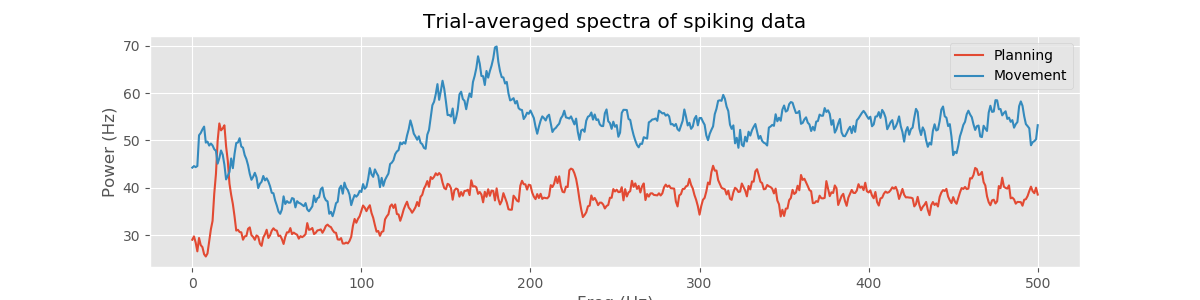 Trial-averaged spectra of spiking data
Power (Hz)
70
60
50
40
30
Planning
Movement
0 100 200 300 400 500
Freq (Hz)